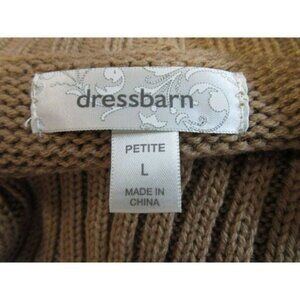 dressbarn
PETITE
L
MADE IN
CHINA